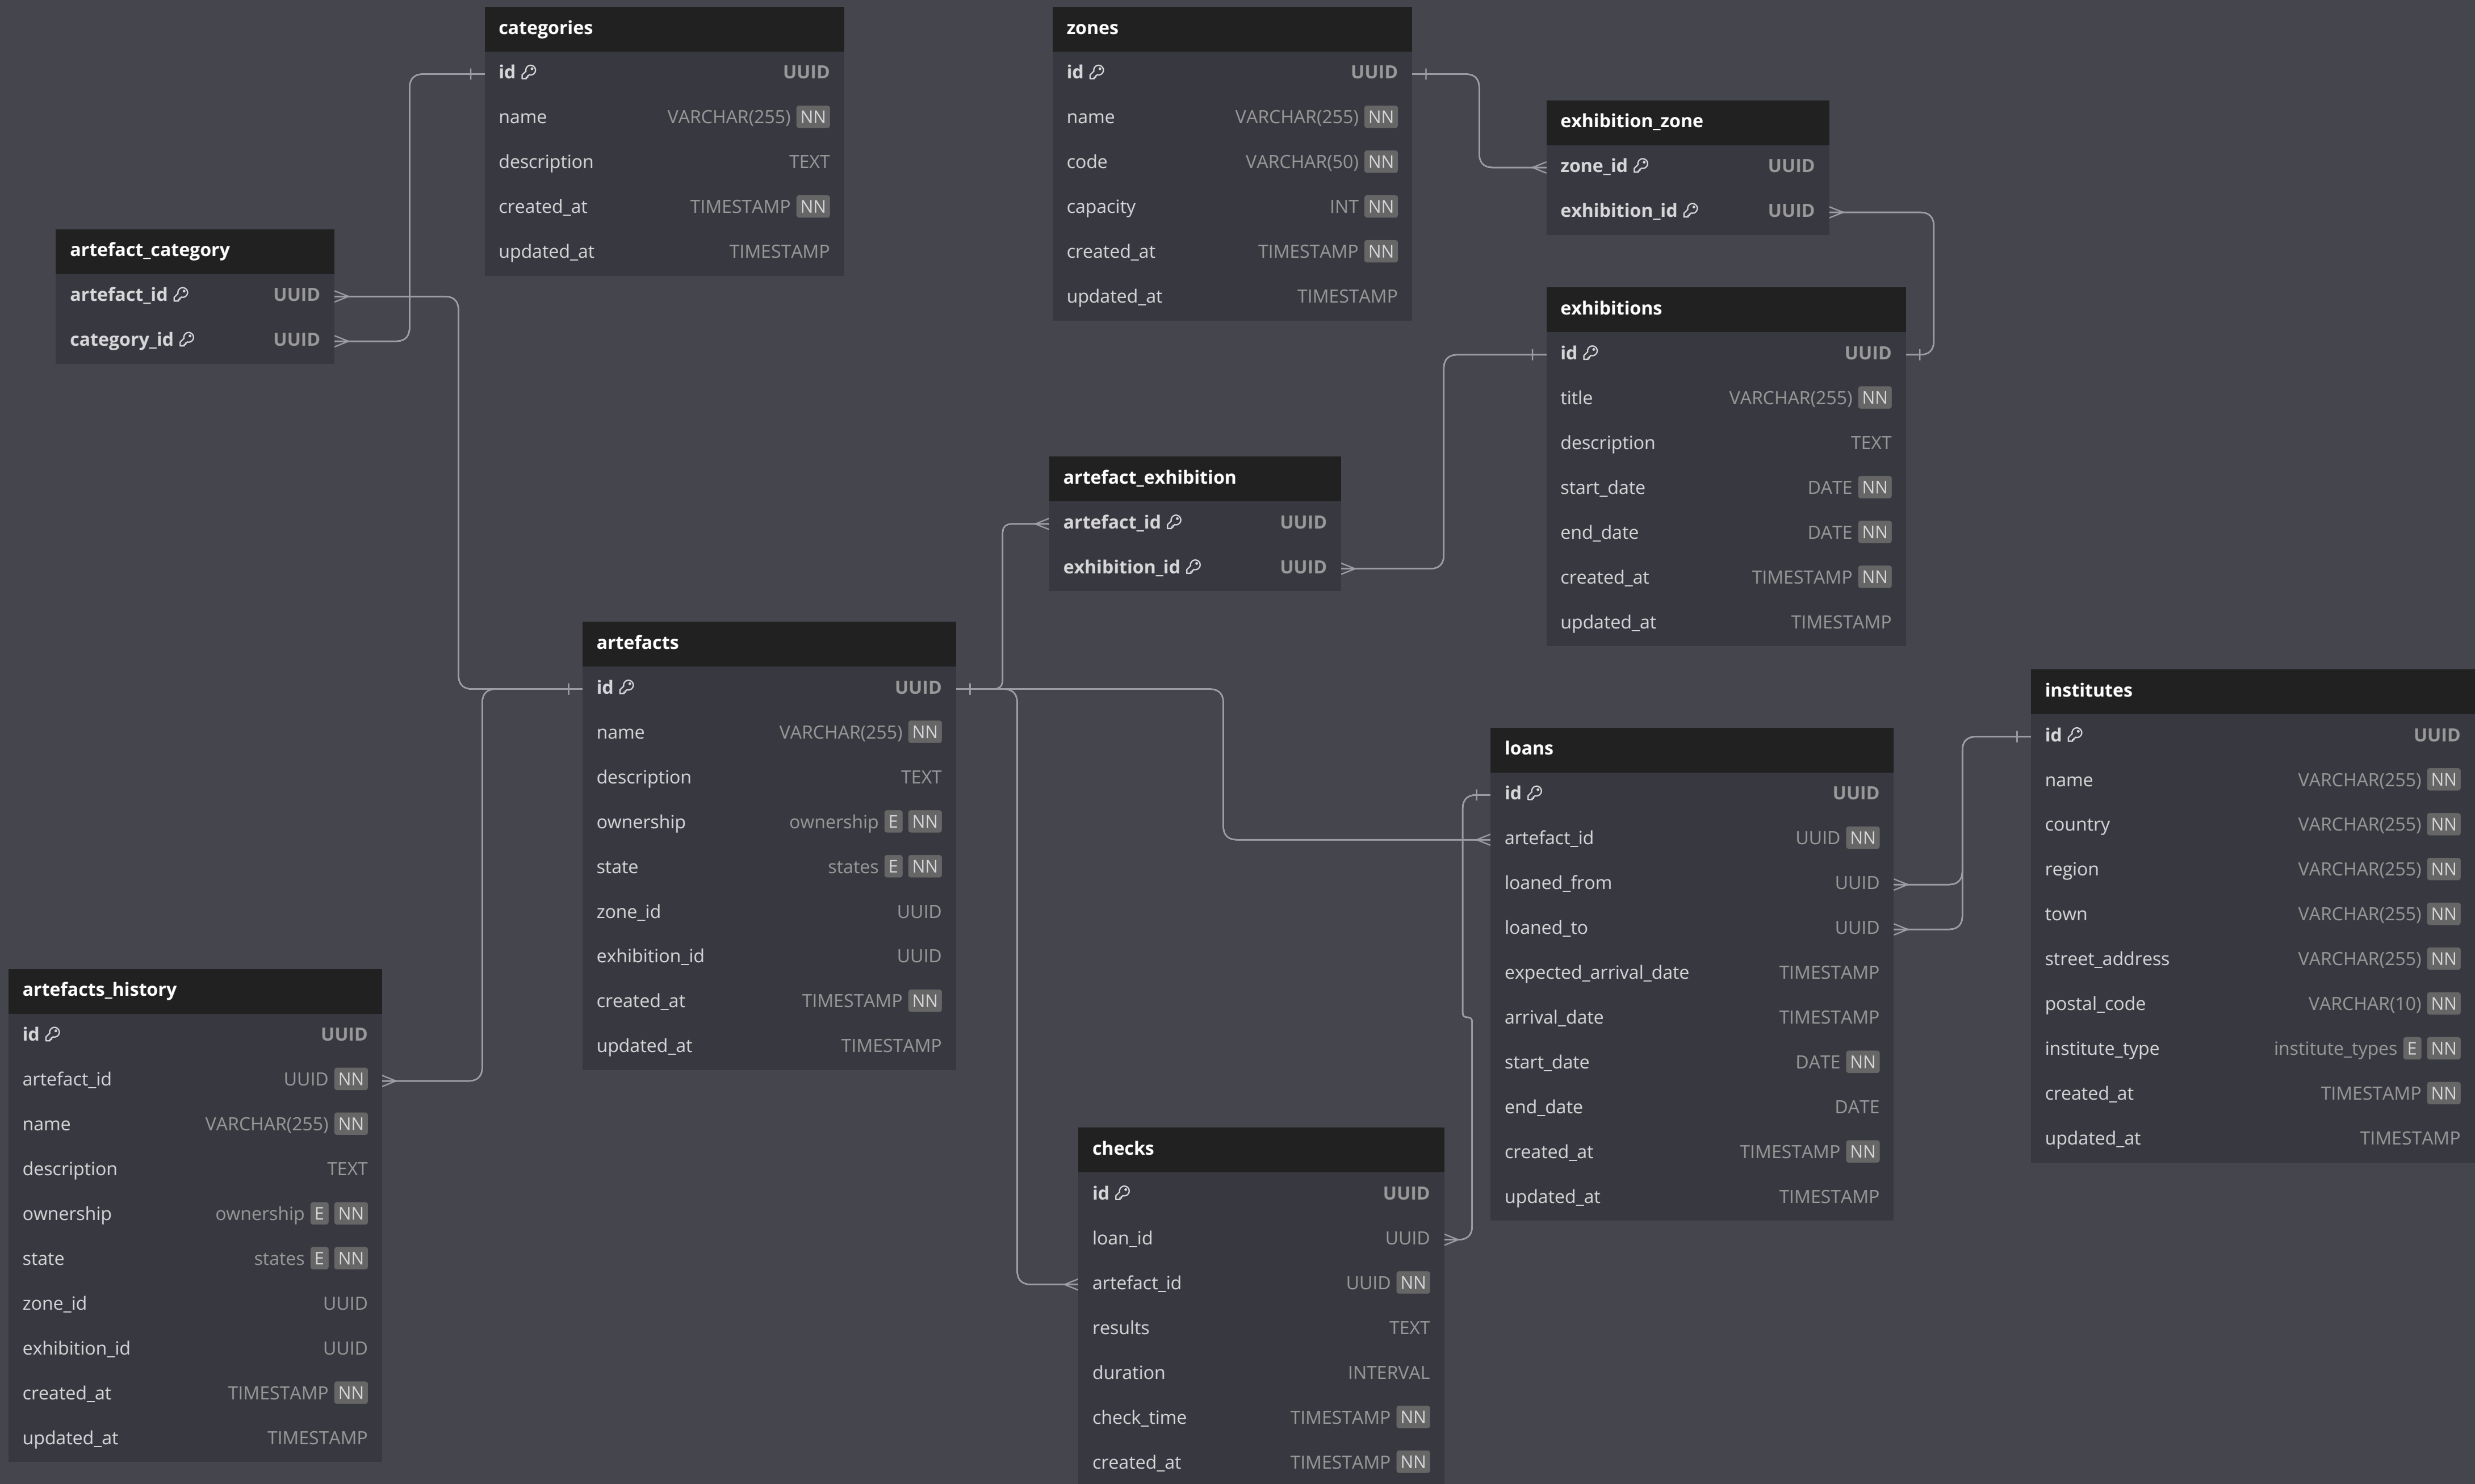 categories
id UUID
name VARCHAR(255) NN
description TEXT
created_at TIMESTAMP NN
updated_at TIMESTAMP
zones
id UUID
name VARCHAR(255) NN
code VARCHAR(50) NN
capacity INT NN
created_at TIMESTAMP NN
updated_at TIMESTAMP
exhibition_zone
zone_id UUID
exhibition_id UUID
artefact_category
artefact_id UUID
category_id UUID
exhibitions
id UUID
title VARCHAR(255) NN
description TEXT
start_date DATE NN
end_date DATE NN
created_at TIMESTAMP NN
updated_at TIMESTAMP
artefact_exhibition
artefact_id UUID
exhibition_id UUID
artefacts
id UUID
name VARCHAR(255) NN
description TEXT
ownership ownership E NN
state states E NN
zone_id UUID
exhibition_id UUID
created_at TIMESTAMP NN
updated_at TIMESTAMP
institutes
id UUID
name VARCHAR(255) NN
country VARCHAR(255) NN
region VARCHAR(255) NN
town VARCHAR(255) NN
street_address VARCHAR(255) NN
postal_code VARCHAR(10) NN
institute_type institute_types E NN
created_at TIMESTAMP NN
updated_at TIMESTAMP
loans
id UUID
artefact_id UUID NN
loaned_from UUID
loaned_to UUID
expected_arrival_date TIMESTAMP
arrival_date TIMESTAMP
start_date DATE NN
end_date DATE
created_at TIMESTAMP NN
updated_at TIMESTAMP
artefacts_history
id UUID
artefact_id UUID NN
name VARCHAR(255) NN
description TEXT
ownership ownership E NN
state states E NN
zone_id UUID
exhibition_id UUID
created_at TIMESTAMP NN
updated_at TIMESTAMP
checks
id UUID
loan_id UUID
artefact_id UUID NN
results TEXT
duration INTERVAL
check_time TIMESTAMP NN
created_at TIMESTAMP NN